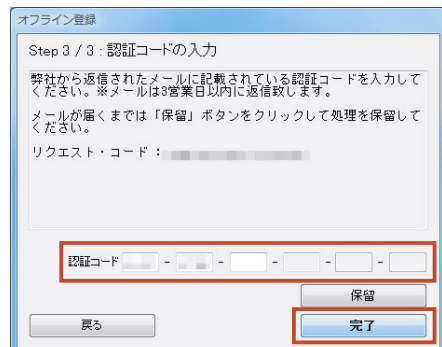 オフライン登録
Step 3 / 3 : 認証コードの入力
弊社から返信されたメールに記載されている認証コードを入力して
ください。※メールは3営業日以内に返信致します。
メールが届くまでは「保留」ボタンをクリックして処理を保留して
ください。
リクエスト・コード :
認証コード - - - - -
保留
戻る
完了